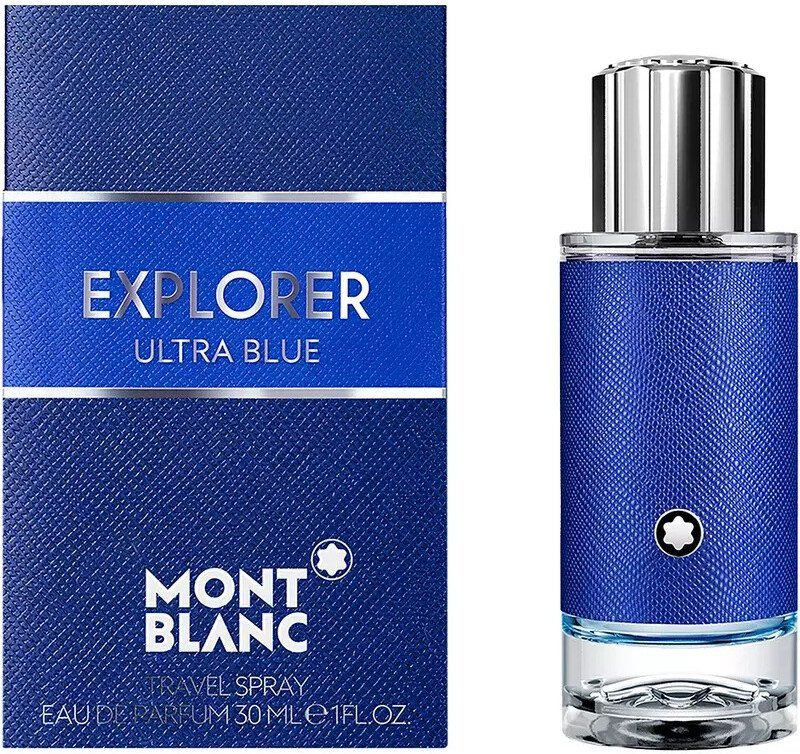 EXPLORER
ULTRA BLUE
MONT
BLANC
TRAVEL SPRAY
EAU DE PARFUM 30 ML ℮ 1FL.OZ.